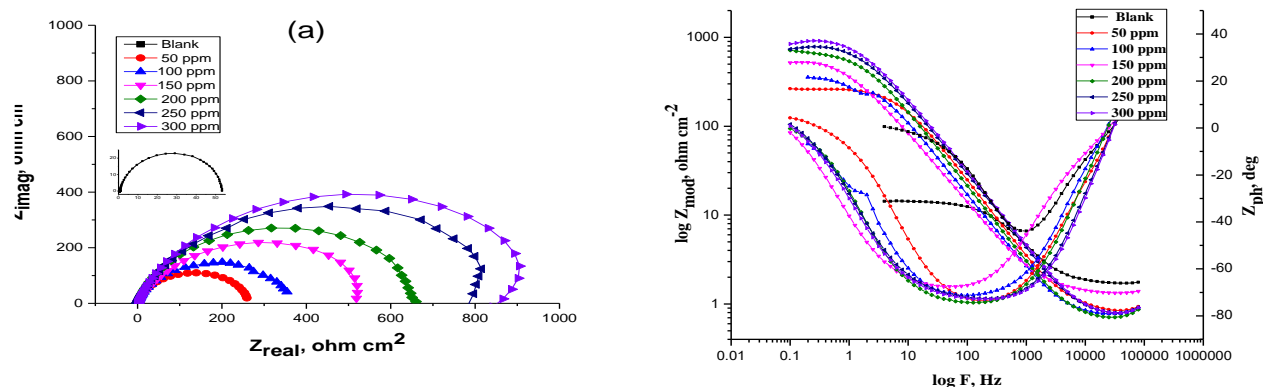 (a)
1000
800
600
400
200
0
Zimag, ohm cm
Blank
50 ppm
100 ppm
150 ppm
200 ppm
250 ppm
300 ppm
20
10
0
0 10 20 30 40 50
0 200 400 600 800 1000
Zreal, ohm cm2
1000
100
10
1
log Zmod, ohm cm-2
Blank
50 ppm
100 ppm
150 ppm
200 ppm
250 ppm
300 ppm
40
20
0
-20
-40
-60
-80
Zph, deg
0.01 0.1 1 10 100 1000 10000 100000 1000000
log F, Hz